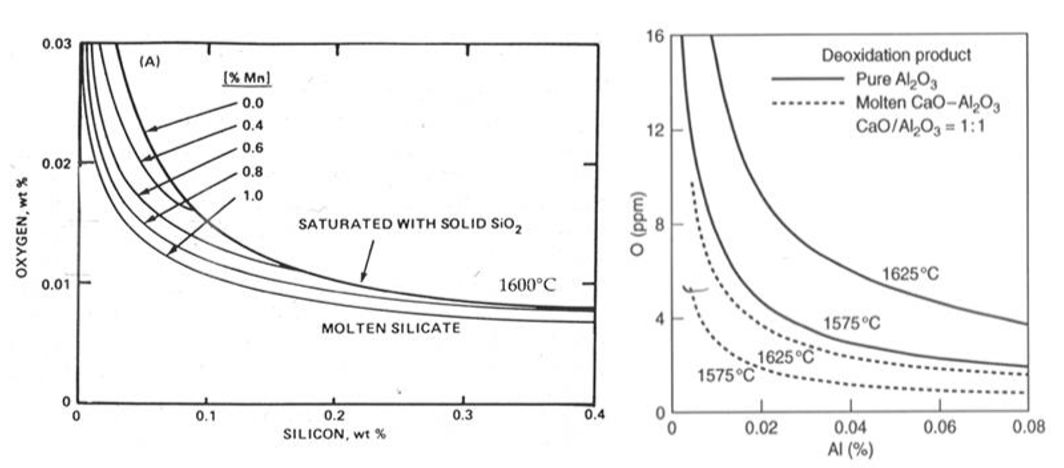 0.03
0.02
0.01
0
OXYGEN, wt %
(A)
[% Mn]
0.0
0.4
0.6
0.8
1.0
SATURATED WITH SOLID SiO₂
1600°C
MOLTEN SILICATE
0
0.1
0.2
0.3
0.4
SILICON, wt %
16
12
8
4
0
O (ppm)
Deoxidation product
Pure Al₂O₃
Molten CaO–Al₂O₃
CaO/Al₂O₃ = 1:1
1625°C
1575°C
1625°C
1575°C
0
0.02
0.04
0.06
0.08
Al (%)